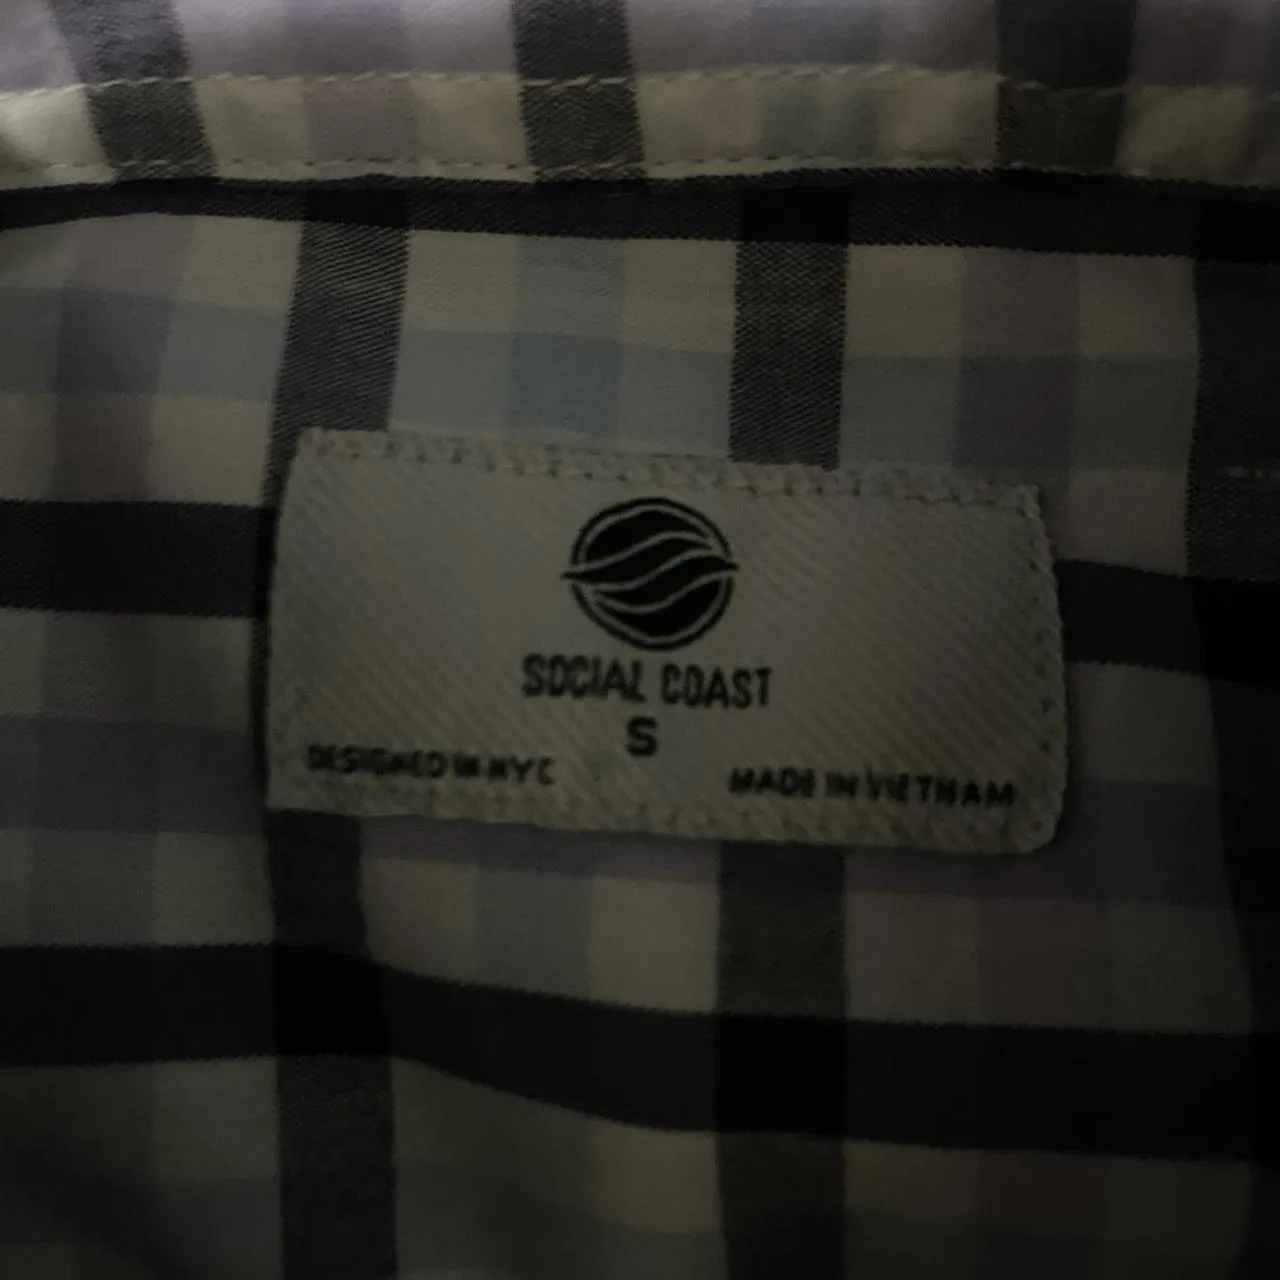 SOCIAL COAST
S
DESIGNED IN NYC
MADE IN VIETNAM